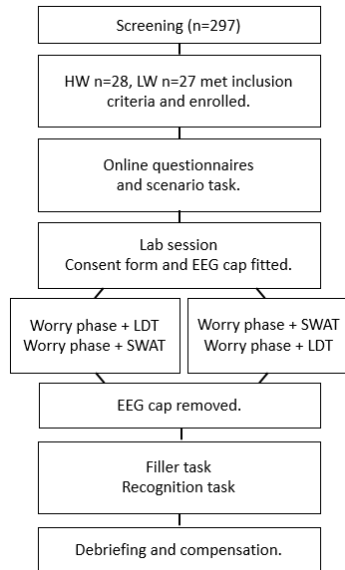 Screening (n=297)
HW n=28, LW n=27 met inclusion
criteria and enrolled.
Online questionnaires
and scenario task.
Lab session
Consent form and EEG cap fitted.
Worry phase + LDT
Worry phase + SWAT
Worry phase + SWAT
Worry phase + LDT
EEG cap removed.
Filler task
Recognition task
Debriefing and compensation.